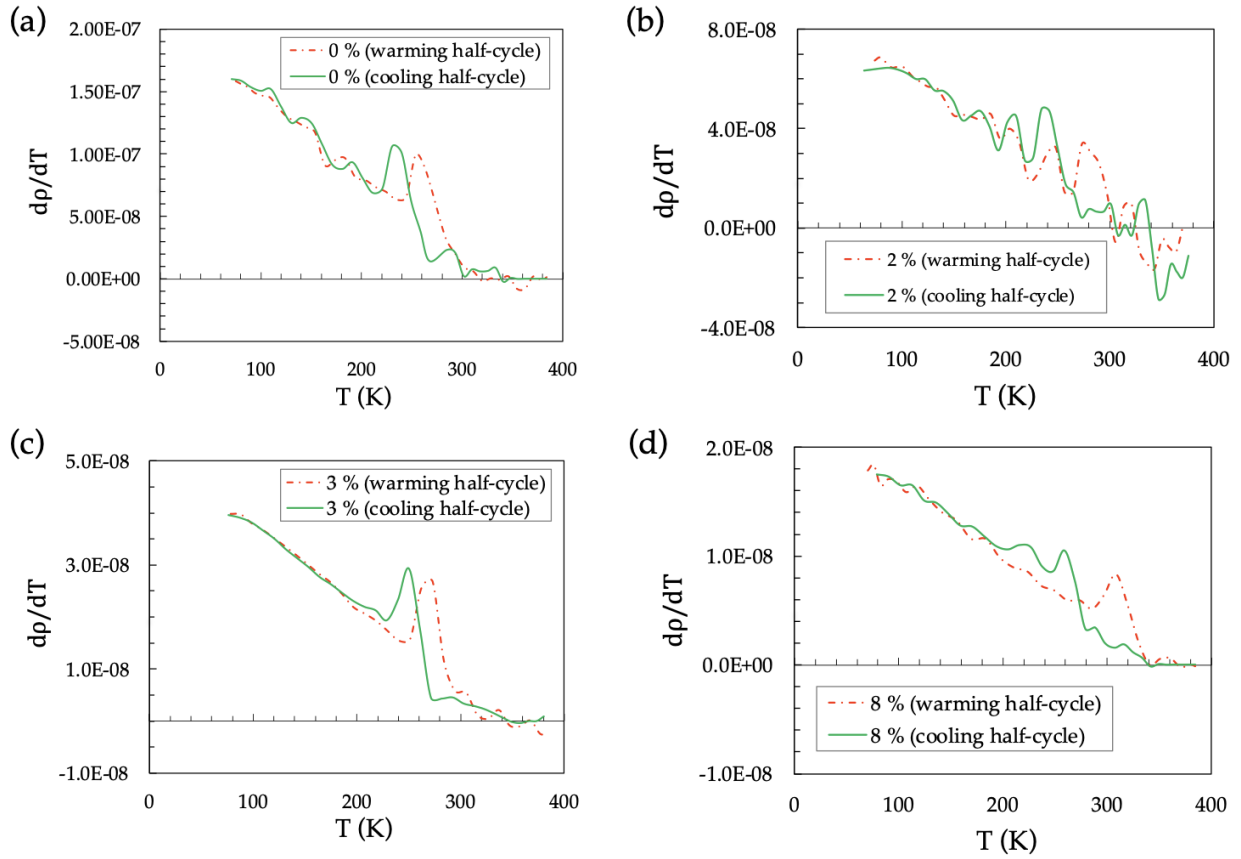 (a)
2.00E-07
1.50E-07
1.00E-07
5.00E-08
0.00E+00
-5.00E-08
dρ/dT
0 % (warming half-cycle)
0 % (cooling half-cycle)
0 100 200 300 400
T (K)
(b)
8.0E-08
4.0E-08
0.0E+00
-4.0E-08
dρ/dT
2 % (warming half-cycle)
2 % (cooling half-cycle)
0 100 200 300 400
T (K)
(c)
5.0E-08
3.0E-08
1.0E-08
-1.0E-08
dρ/dT
3 % (warming half-cycle)
3 % (cooling half-cycle)
0 100 200 300 400
T (K)
(d)
2.0E-08
1.0E-08
0.0E+00
-1.0E-08
dρ/dT
8 % (warming half-cycle)
8 % (cooling half-cycle)
0 100 200 300 400
T (K)